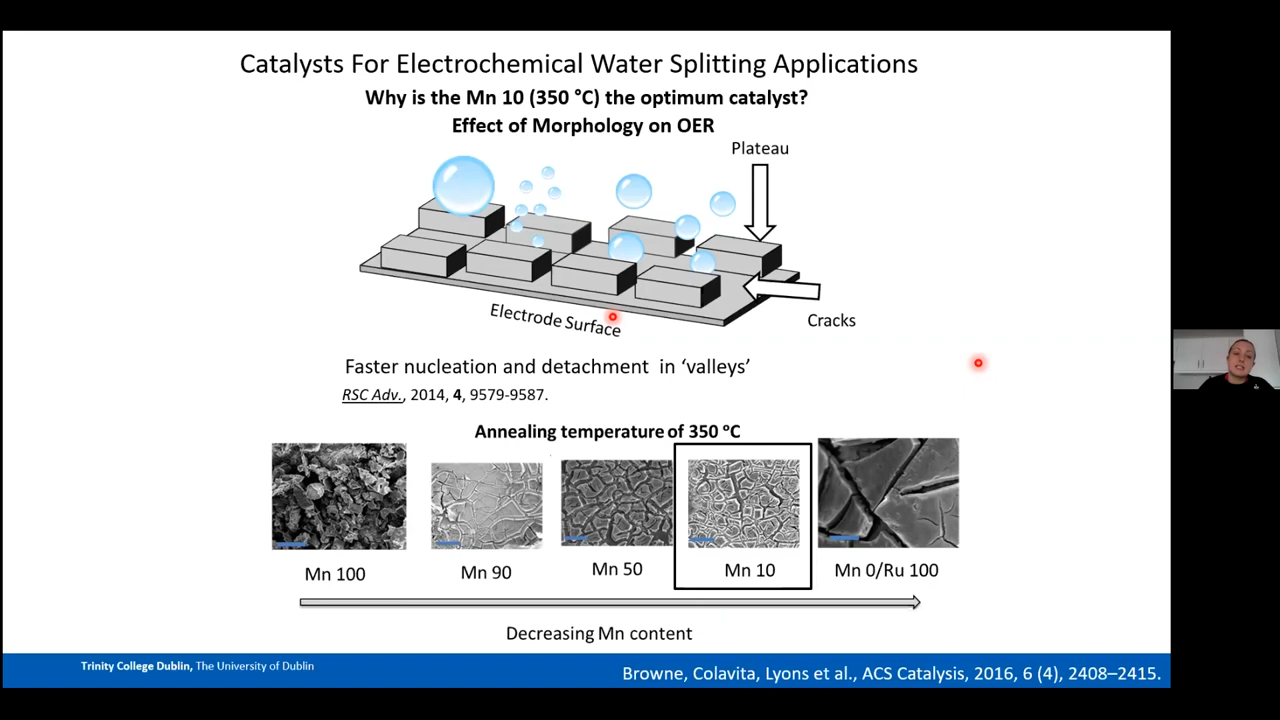 Catalysts For Electrochemical Water Splitting Applications
Why is the Mn 10 (350 °C) the optimum catalyst?
Effect of Morphology on OER
Plateau
Electrode Surface
Cracks
Faster nucleation and detachment in ‘valleys’
RSC Adv., 2014, 4, 9579-9587.
Annealing temperature of 350 °C
Mn 100
Mn 90
Mn 50
Mn 10
Mn 0/Ru 100
Decreasing Mn content
Trinity College Dublin, The University of Dublin
Browne, Colavita, Lyons et al., ACS Catalysis, 2016, 6 (4), 2408–2415.